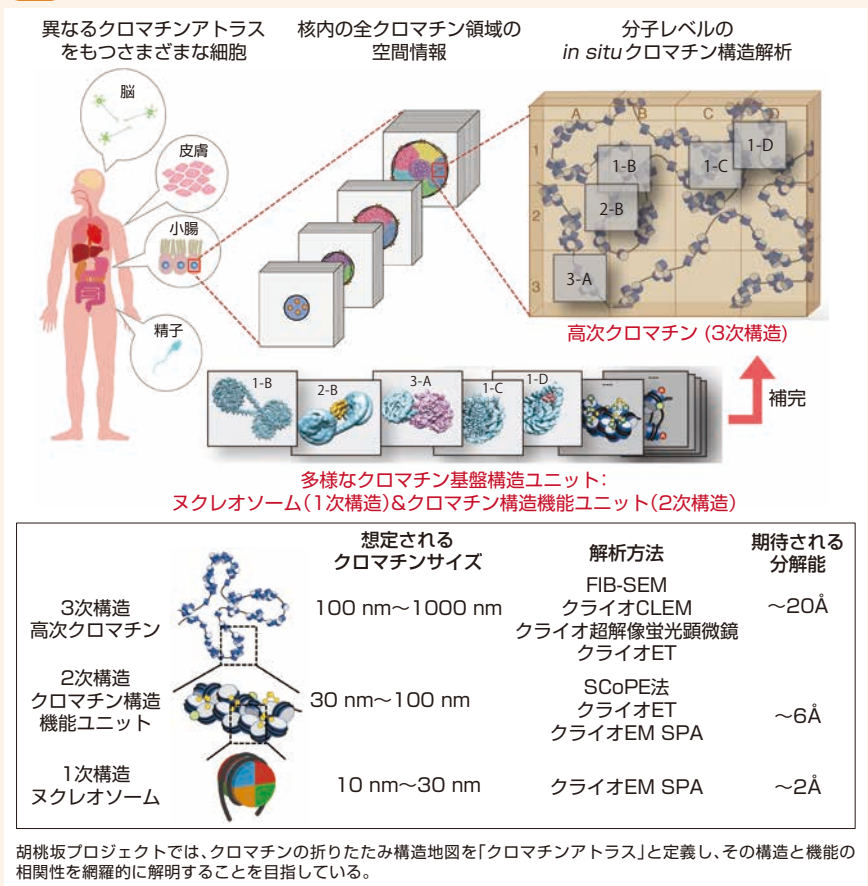 異なるクロマチンアトラス
をもつさまざまな細胞
核内の全クロマチン領域の
空間情報
分子レベルの
in situクロマチン構造解析
脳
皮膚
小腸
精子
A B C D
1
2
3
1-B
1-C
1-D
2-B
3-A
高次クロマチン (3次構造)
1-B
2-B
3-A
1-C
1-D
補完
多様なクロマチン基盤構造ユニット:
ヌクレオソーム(1次構造)&クロマチン構造機能ユニット(2次構造)
想定される
クロマチンサイズ
解析方法
期待される
分解能
3次構造
高次クロマチン
100 nm〜1000 nm
FIB-SEM
クライオCLEM
クライオ超解像蛍光顕微鏡
クライオET
〜20Å
2次構造
クロマチン構造
機能ユニット
30 nm〜100 nm
SCoPE法
クライオET
クライオEM SPA
〜6Å
1次構造
ヌクレオソーム
10 nm〜30 nm
クライオEM SPA
〜2Å
胡桃坂プロジェクトでは、クロマチンの折りたたみ構造地図を「クロマチンアトラス」と定義し、その構造と機能の
相関性を網羅的に解明することを目指している。